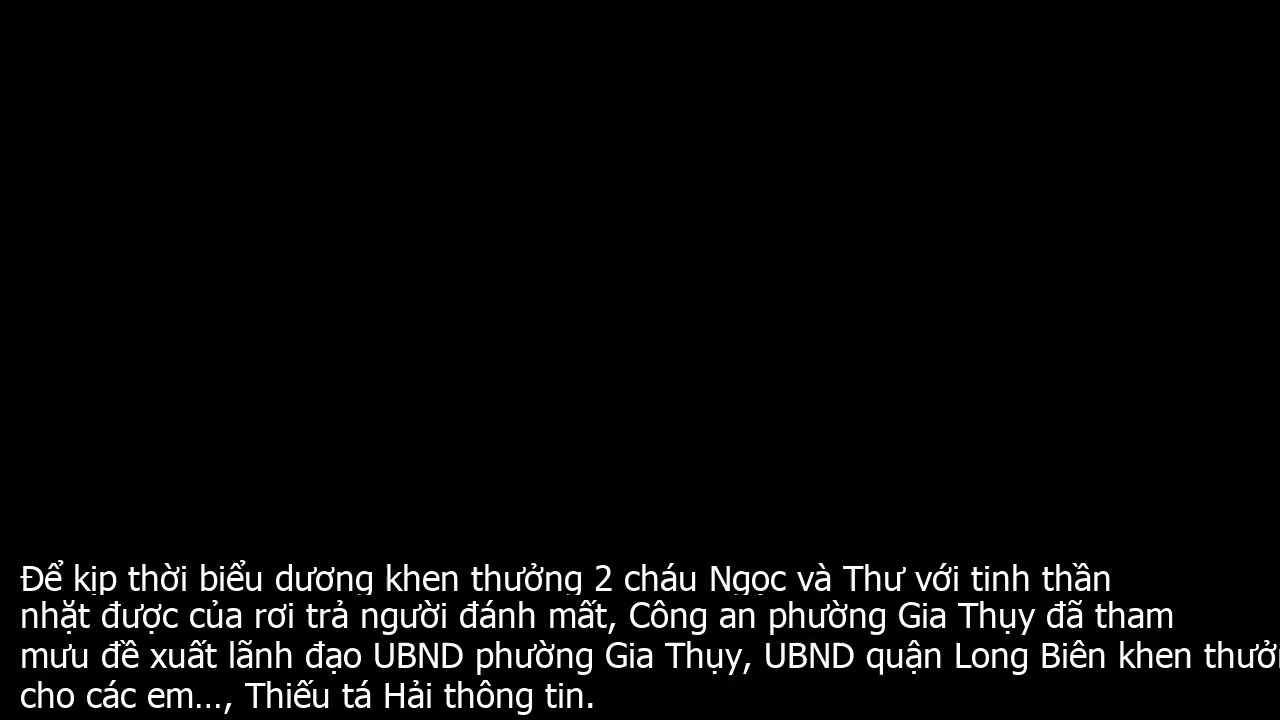 Để kịp thời biểu dương khen thưởng 2 cháu Ngọc và Thư với tinh thần
nhặt được của rơi trả người đánh mất, Công an phường Gia Thụy đã tham
mưu đề xuất lãnh đạo UBND phường Gia Thụy, UBND quận Long Biên khen
cho các em..., Thiếu tá Hải thông tin.